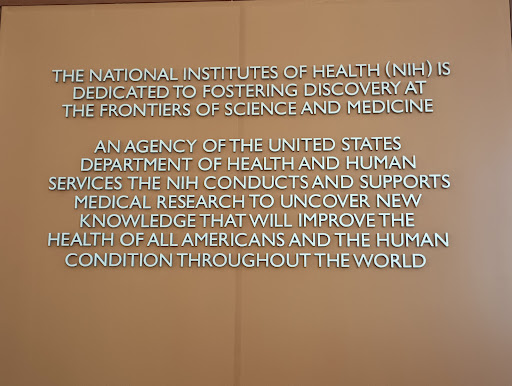 THE NATIONAL INSTITUTES OF HEALTH (NIH) IS
DEDICATED TO FOSTERING DISCOVERY AT
THE FRONTIERS OF SCIENCE AND MEDICINE
AN AGENCY OF THE UNITED STATES
DEPARTMENT OF HEALTH AND HUMAN
SERVICES THE NIH CONDUCTS AND SUPPORTS
MEDICAL RESEARCH TO UNCOVER NEW
KNOWLEDGE THAT WILL IMPROVE THE
HEALTH OF ALL AMERICANS AND THE HUMAN
CONDITION THROUGHOUT THE WORLD